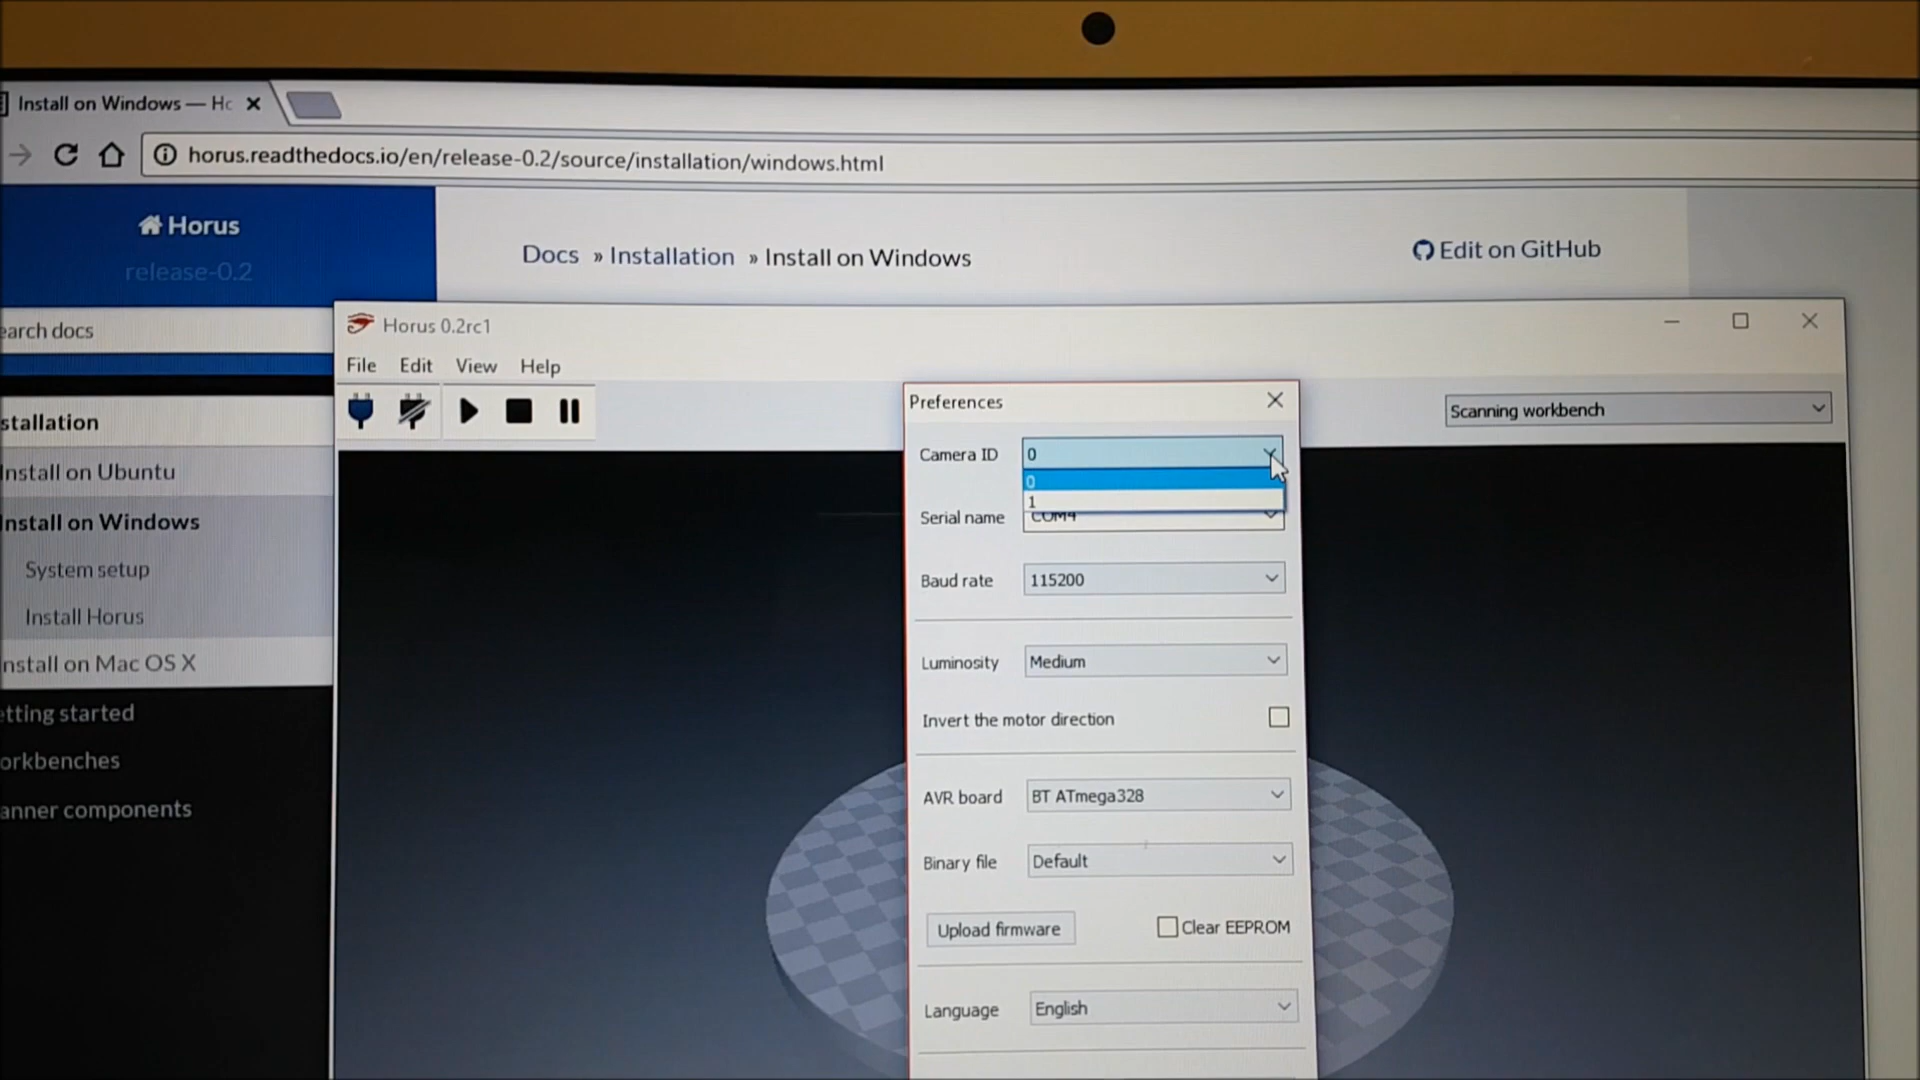 Install on Windows — Ho
horus.readthedocs.io/en/release-0.2/source/installation/windows.html
Horus
release-0.2
earch docs
stallation
Install on Ubuntu
Install on Windows
System setup
Install Horus
nstall on Mac OS X
etting started
orkbenches
anner components
Docs » Installation » Install on Windows
Edit on GitHub
Horus 0.2rc1
File Edit View Help
Scanning workbench
Preferences
Camera ID 0
0
1
Serial name COM4
Baud rate 115200
Luminosity Medium
Invert the motor direction
AVR board BT ATmega328
Binary file Default
Upload firmware Clear EEPROM
Language English